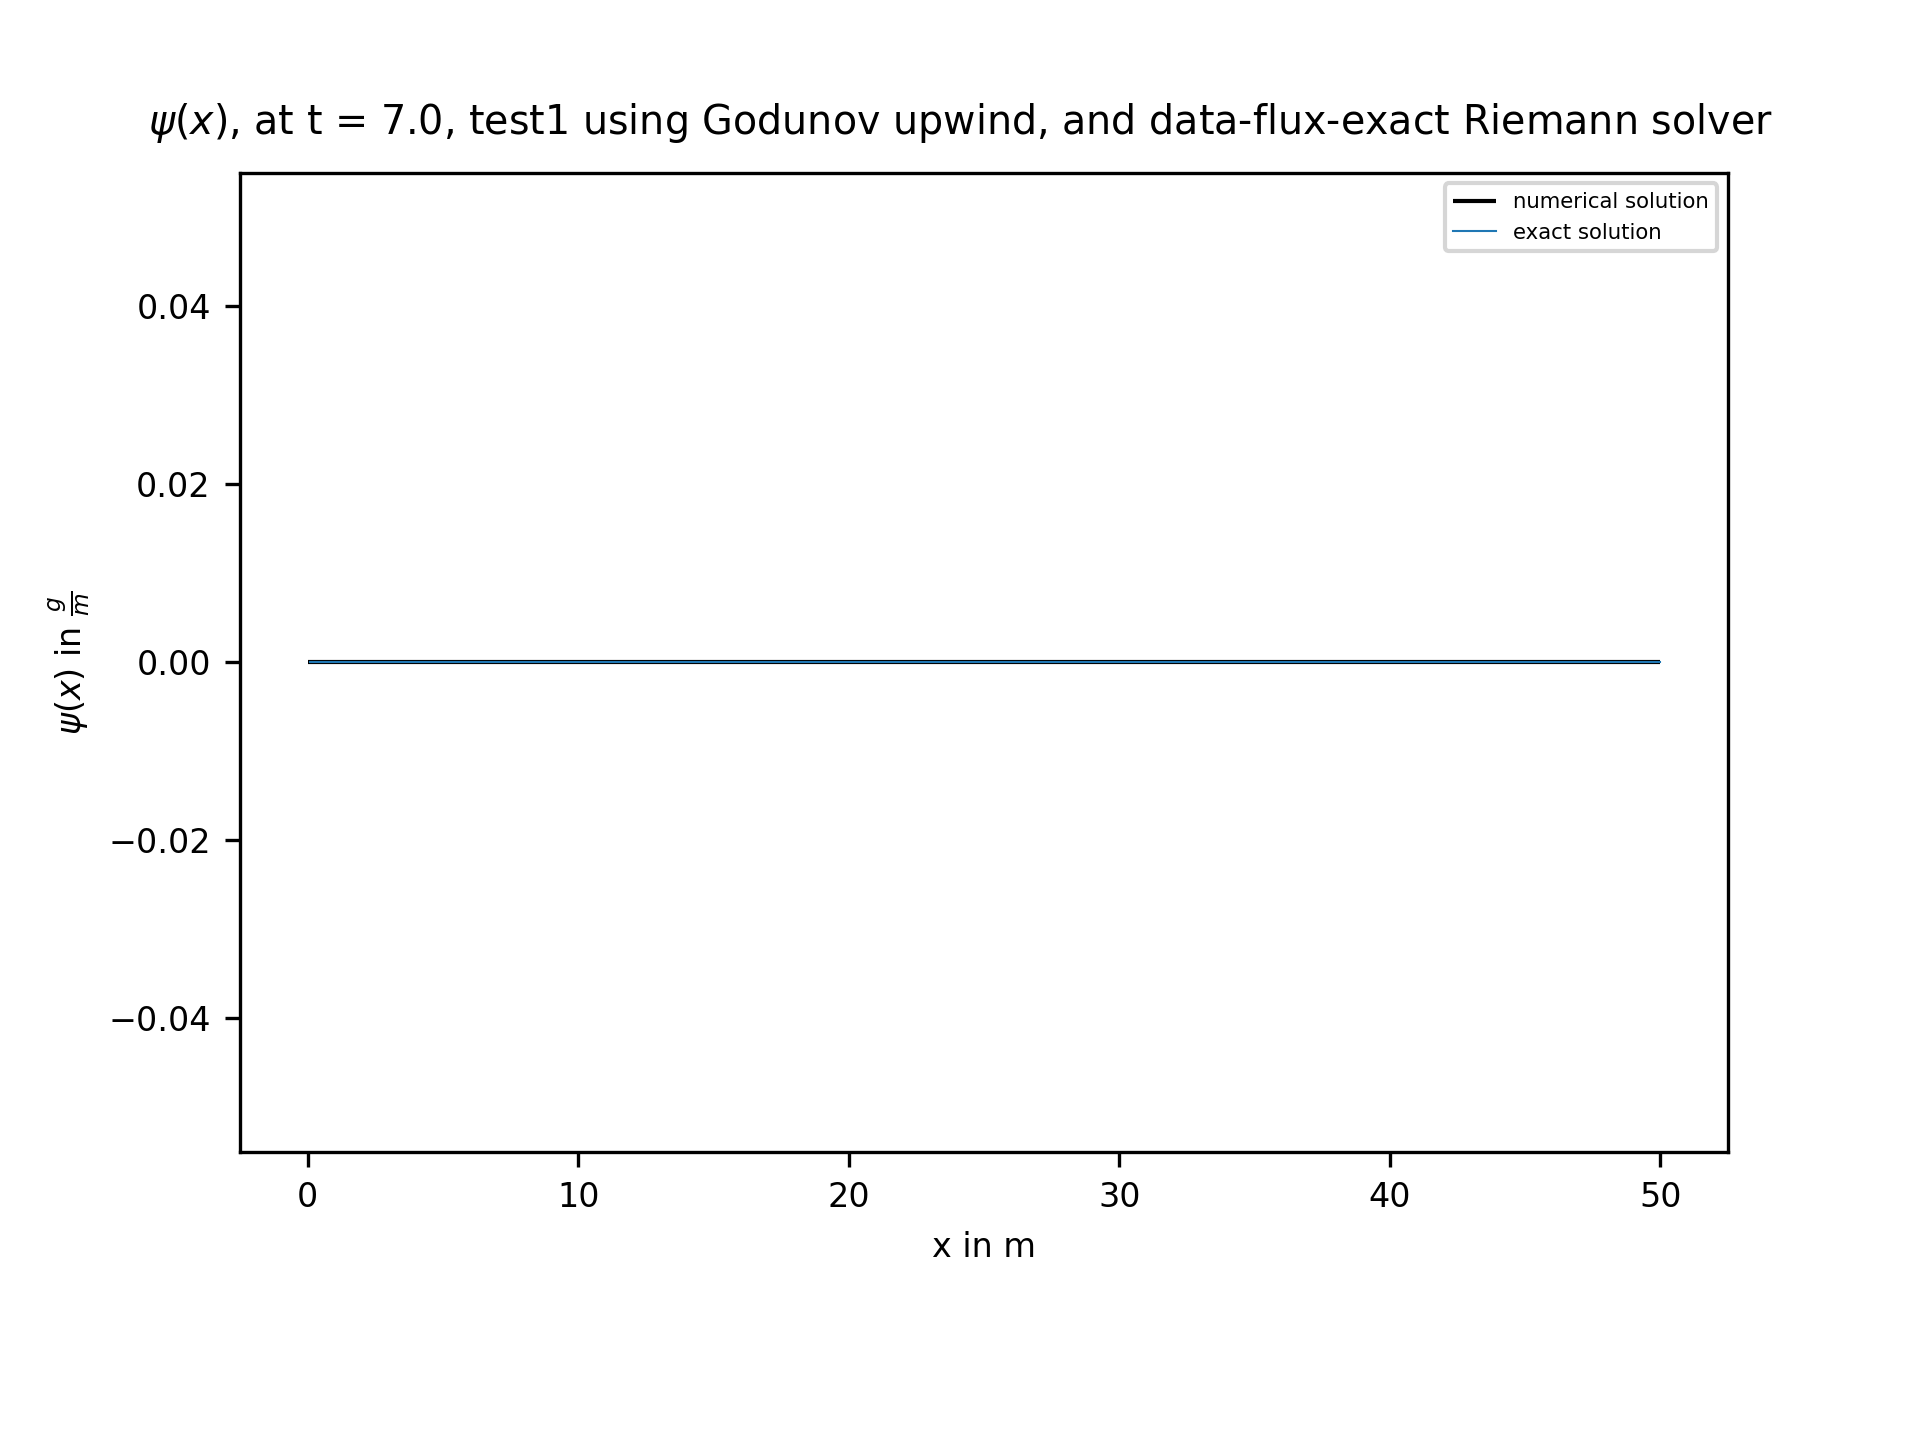 ψ(x), at t = 7.0, test1 using Godunov upwind, and data-flux-exact Riemann solver
numerical solution
exact solution
0.04
0.02
0.00
−0.02
−0.04
ψ(x) in g/m
0 10 20 30 40 50
x in m